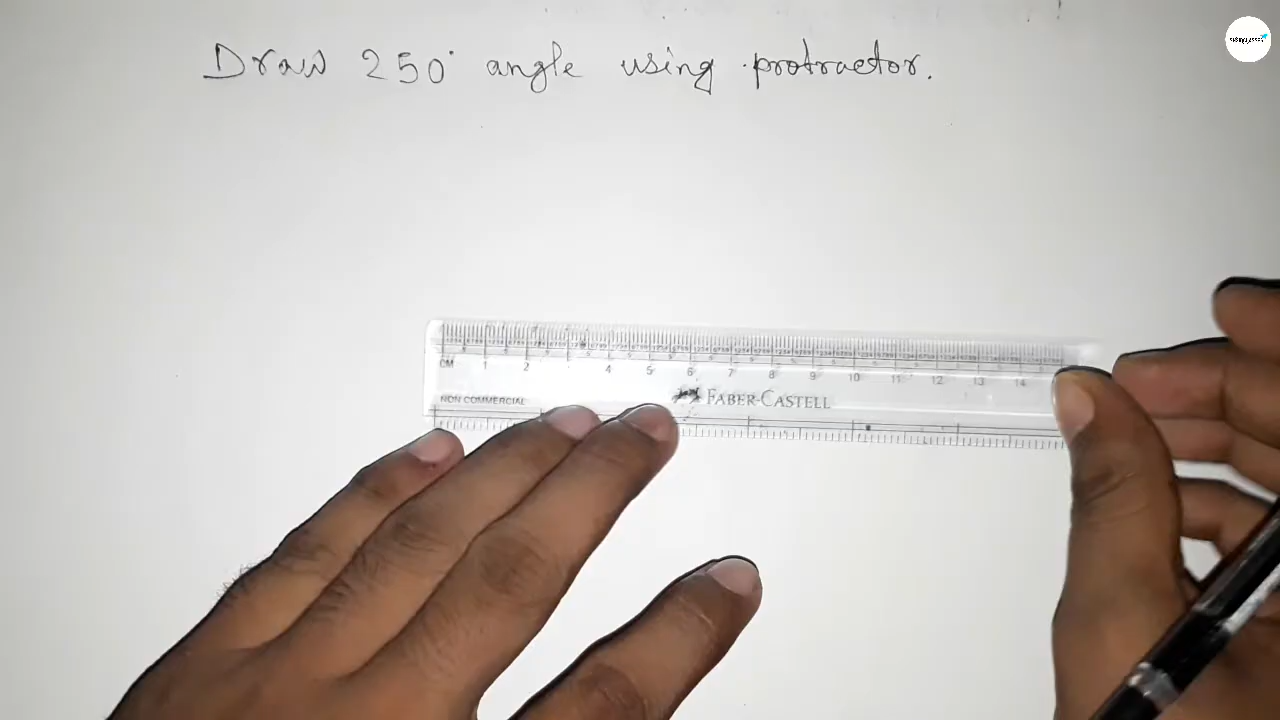 Draw 250° angle using protractor.
CM 1 2 4 5 6 7 8 9 10 11 12 13 14
NON COMMERCIAL FABER-CASTELL